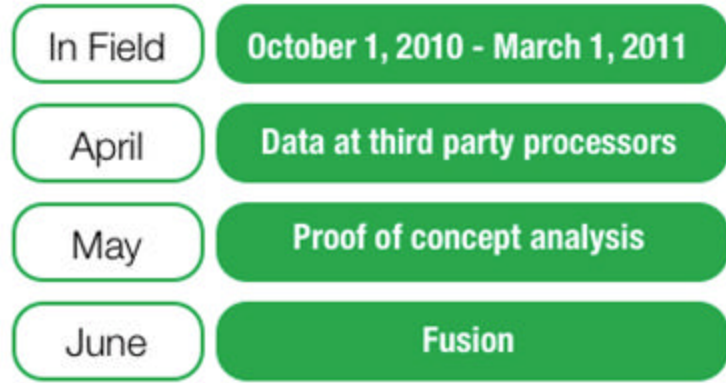 In Field
October 1, 2010 - March 1, 2011
April
Data at third party processors
May
Proof of concept analysis
June
Fusion